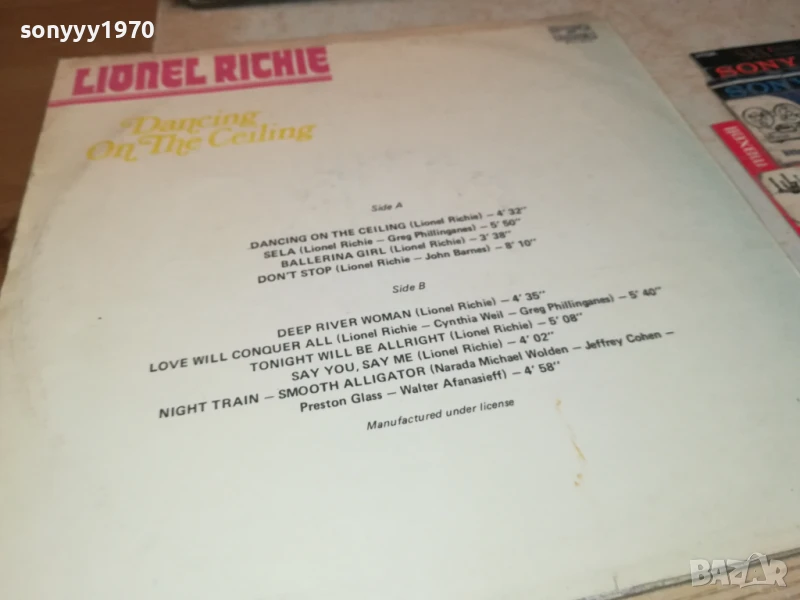 sonyyy1970
LIONEL RICHIE
Dancing
On The Ceiling
Side A
DANCING ON THE CEILING (Lionel Richie) – 4' 32"
SELA (Lionel Richie – Greg Phillinganes) – 5' 50"
BALLERINA GIRL (Lionel Richie) – 3' 38"
DON'T STOP (Lionel Richie – John Barnes) – 8' 10"
Side B
DEEP RIVER WOMAN (Lionel Richie) – 4' 35"
LOVE WILL CONQUER ALL (Lionel Richie – Cynthia Weil – Greg Phillinganes) – 5' 40"
TONIGHT WILL BE ALLRIGHT (Lionel Richie) – 5' 08"
SAY YOU, SAY ME (Lionel Richie) – 4' 02"
NIGHT TRAIN – SMOOTH ALLIGATOR (Narada Michael Wolden – Jeffrey Cohen –
Preston Glass – Walter Afanasieff) – 4' 58"
Manufactured under license
SONY
SONY
BAZAR